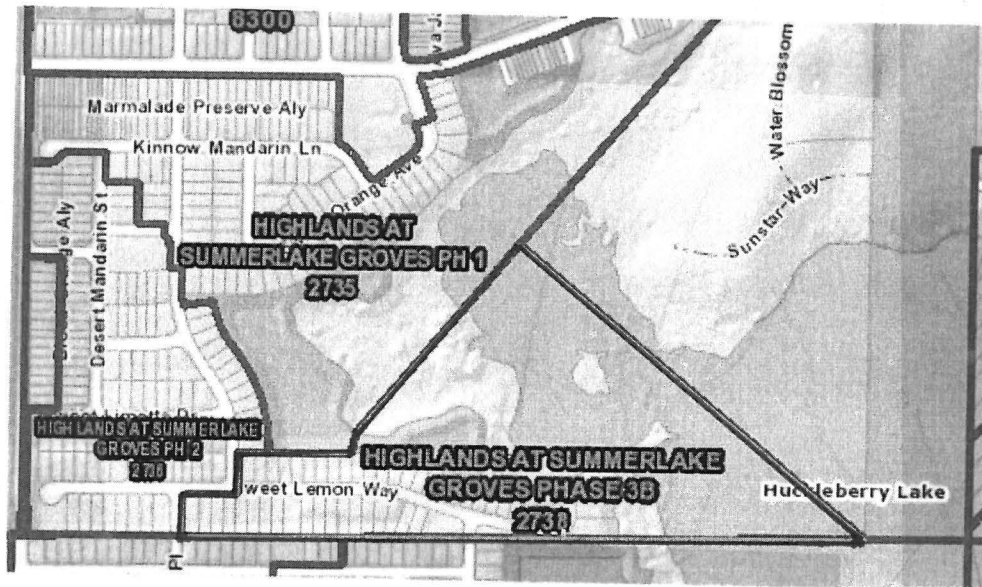 8300
Water Blossom
Marmalade Preserve Aly
Kinnow Mandarin Ln
Orange Ave
Sunstar Way
HIGHLANDS AT
SUMMERLAKE GROVES PH 1
2735
Desert Mandarin St
Aly
HIGHLANDS AT SUMMERLAKE
GROVES PH 2
HIGHLANDS AT SUMMERLAKE
GROVES PHASE 3B
weet Lemon Way
Huckleberry Lake
Pl